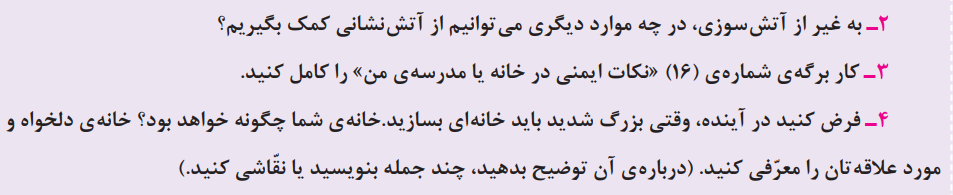 ۲ــ به غیر از آتش‌سوزی، در چه موارد دیگری می‌توانیم از آتش‌نشانی کمک بگیریم؟
۳ــ کار برگه‌ی شماره‌ی (۱۶) «نکات ایمنی در خانه یا مدرسه‌ی من» را کامل کنید.
۴ــ فرض کنید در آینده، وقتی بزرگ شدید باید خانه‌ای بسازید.خانه‌ی شما چگونه خواهد بود؟ خانه‌ی دلخواه و
مورد علاقه‌تان را معرّفی کنید. (درباره‌ی آن توضیح بدهید، چند جمله بنویسید یا نقّاشی کنید.)